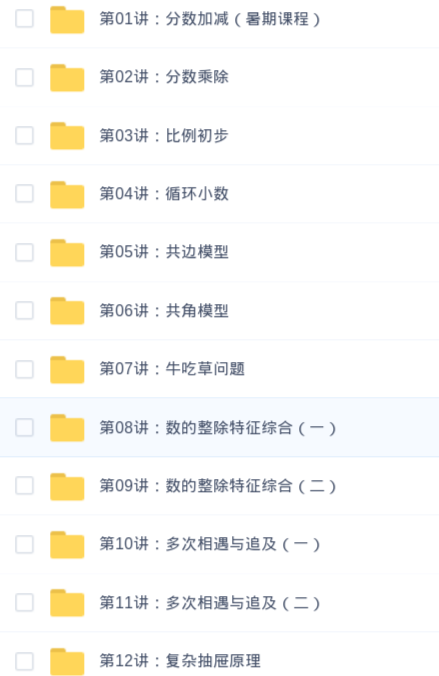 第01讲：分数加减（暑期课程）
第02讲：分数乘除
第03讲：比例初步
第04讲：循环小数
第05讲：共边模型
第06讲：共角模型
第07讲：牛吃草问题
第08讲：数的整除特征综合（一）
第09讲：数的整除特征综合（二）
第10讲：多次相遇与追及（一）
第11讲：多次相遇与追及（二）
第12讲：复杂抽屉原理